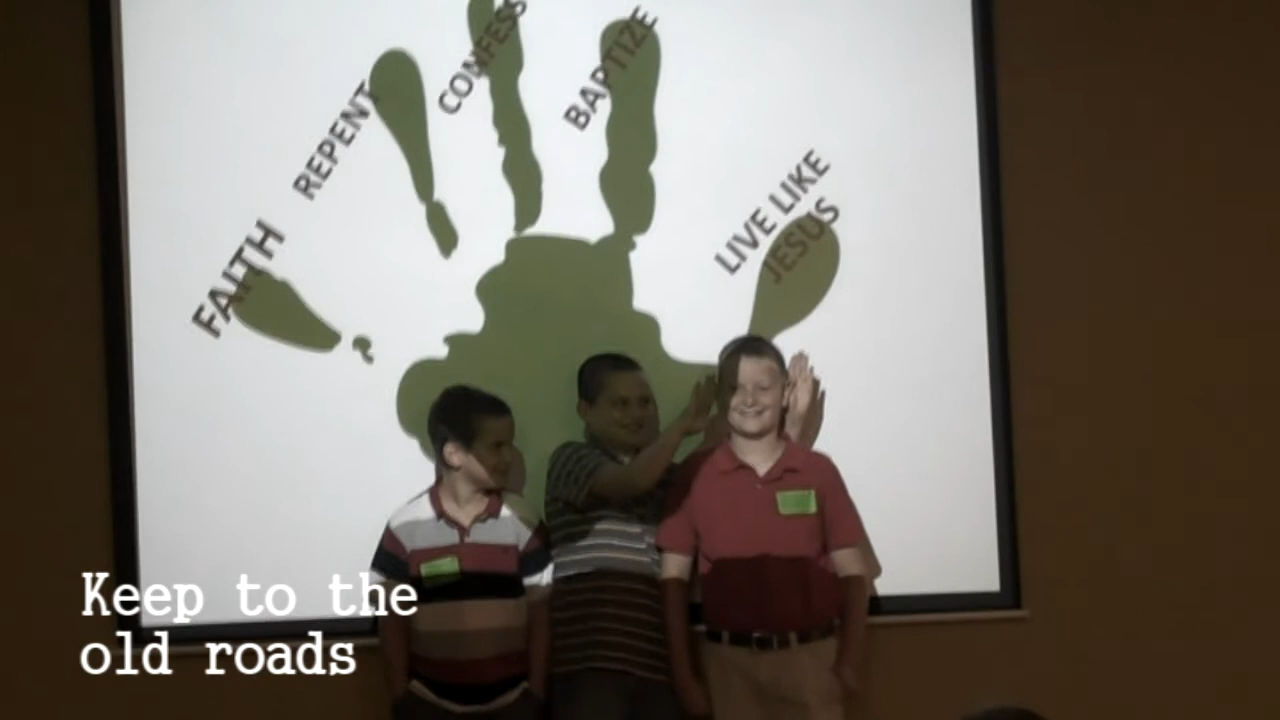 FAITH
REPENT
CONFESS
BAPTIZE
LIVE LIKE
JESUS
Keep to the
old roads